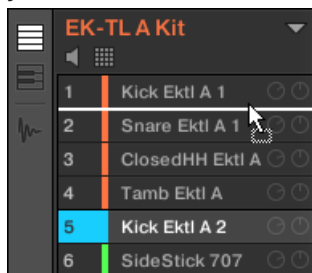 EK-TL A Kit
1 Kick Ektl A 1
2 Snare Ektl A 1
3 ClosedHH Ektl A
4 Tamb Ektl A
5 Kick Ektl A 2
6 SideStick 707